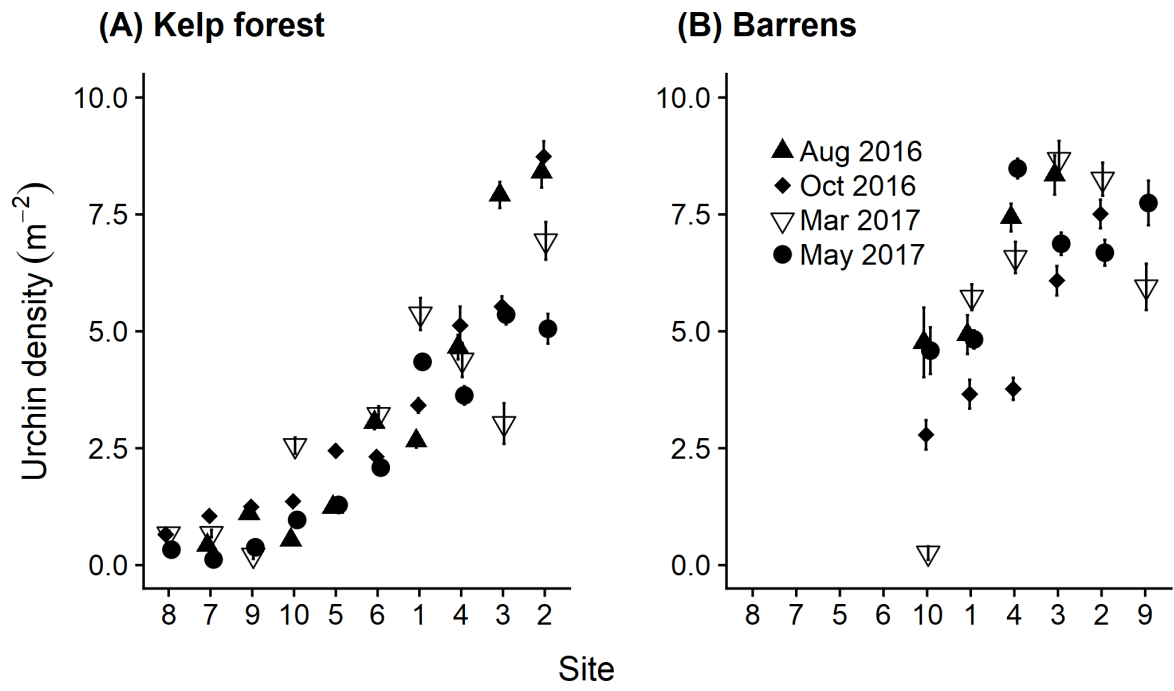 (A) Kelp forest
(B) Barrens
Urchin density (m−2)
10.0
7.5
5.0
2.5
0.0
8 7 9 10 5 6 1 4 3 2
10.0
7.5
5.0
2.5
0.0
Aug 2016
Oct 2016
Mar 2017
May 2017
8 7 5 6 10 1 4 3 2 9
Site